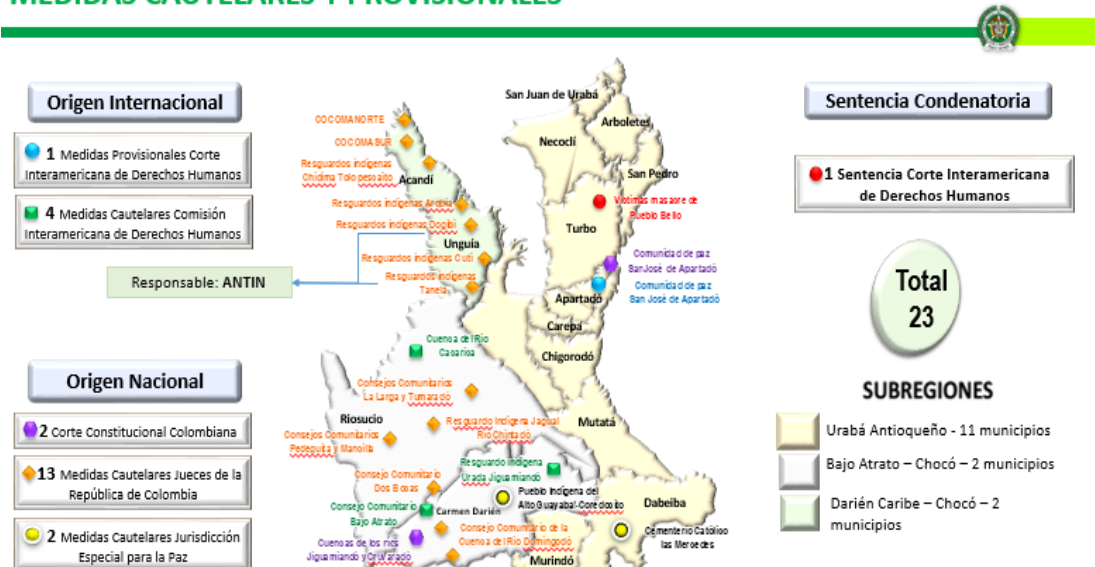 MEDIDAS CAUTELARES Y PROVISIONALES
Origen Internacional
1 Medidas Provisionales Corte
Interamericana de Derechos Humanos
4 Medidas Cautelares Comisión
Interamericana de Derechos Humanos
Responsable: ANTIN
Origen Nacional
2 Corte Constitucional Colombiana
13 Medidas Cautelares Jueces de la
República de Colombia
2 Medidas Cautelares Jurisdicción
Especial para la Paz
COCOMANORTE
COCOMASUR
Resguardos indígenas
Chidima Tolo
Acandí
Resguardos indígenas
Resguardos indígenas
Unguía
Resguardos indígenas Cuti
Resguardos indígenas
Tanela
Cuenca del Río
Cacarica
Consejos Comunitarios
La Larga y Tumaradó
Riosucio
Resguardo Indígena Jagual
Río Chintadó
Consejos Comunitarios
Pedeguita y Mancilla
Resguardo indígena
Urada Jiguamiandó
Consejo Comunitario
Dos Bocas
Pueblo Indígena del
Alto Guayabal-Coredocito
Consejo Comunitario
Bajo Atrato
Carmen Darién
Consejo Comunitario de la
Cuenca del Río Domingodó
Cuencas de los ríos
Jiguamiandó y Curvaradó
San Juan de Urabá
Arboletes
Necoclí
San Pedro
Víctimas masacre de
Pueblo Bello
Turbo
Comunidad de paz
San José de Apartadó
Comunidad de paz
San José de Apartadó
Apartadó
Carepa
Chigorodó
Mutatá
Dabeiba
Cementerio Católico
las Mercedes
Murindó
Sentencia Condenatoria
1 Sentencia Corte Interamericana
de Derechos Humanos
Total
23
SUBREGIONES
Urabá Antioqueño - 11 municipios
Bajo Atrato – Chocó – 2 municipios
Darién Caribe – Chocó – 2
municipios